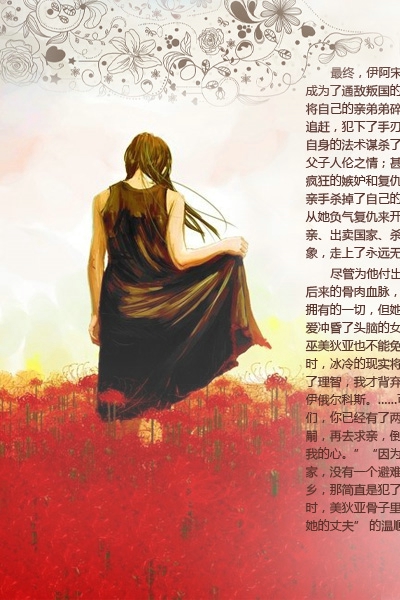 最终，伊阿宋
成为了通敌叛国的
将自己的亲弟弟碎
追赶，犯下了手刃
自身的法术谋杀了
父子人伦之情；甚
疯狂的嫉妒和复仇
亲手杀掉了自己的
从她负气复仇来开
亲、出卖国家、杀
象，走上了永远无
尽管为他付出
后来的骨肉血脉，
拥有的一切，但她
爱冲昏了头脑的女
巫美狄亚也不能免
时，冰冷的现实将
了理智，我才背弃
伊俄尔科斯。……可
们，你已经有了两
嗣，再去求亲，倒
我的心。”“因为
家，没有一个避难
乡，那简直是犯了
时，美狄亚骨子里
她的丈夫” 的温顺